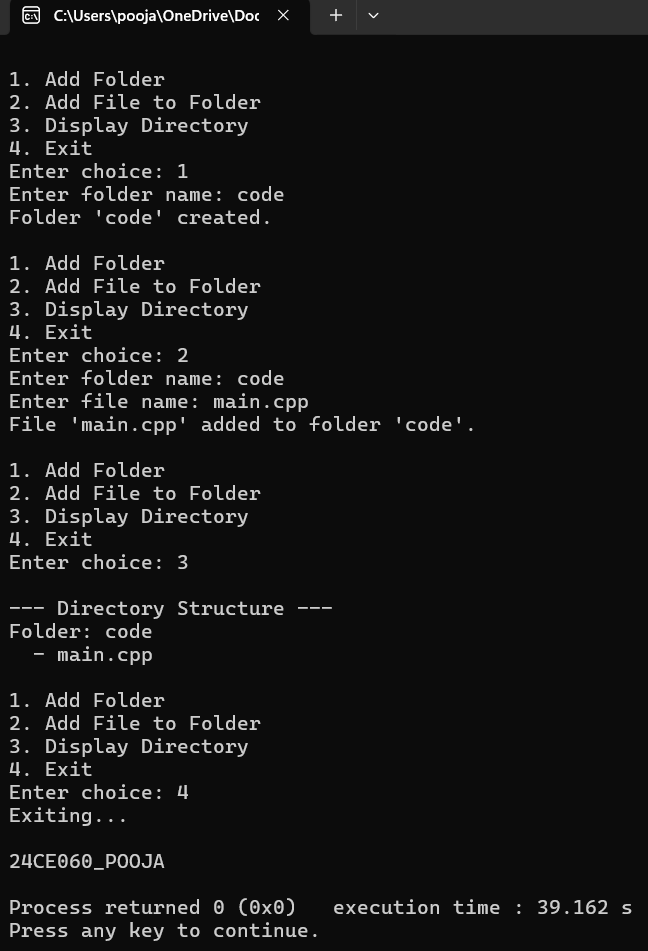 C:\Users\pooja\OneDrive\Doc
1. Add Folder
2. Add File to Folder
3. Display Directory
4. Exit
Enter choice: 1
Enter folder name: code
Folder 'code' created.
1. Add Folder
2. Add File to Folder
3. Display Directory
4. Exit
Enter choice: 2
Enter folder name: code
Enter file name: main.cpp
File 'main.cpp' added to folder 'code'.
1. Add Folder
2. Add File to Folder
3. Display Directory
4. Exit
Enter choice: 3
--- Directory Structure ---
Folder: code
  - main.cpp
1. Add Folder
2. Add File to Folder
3. Display Directory
4. Exit
Enter choice: 4
Exiting...
24CE060_POOJA
Process returned 0 (0x0)   execution time : 39.162 s
Press any key to continue.